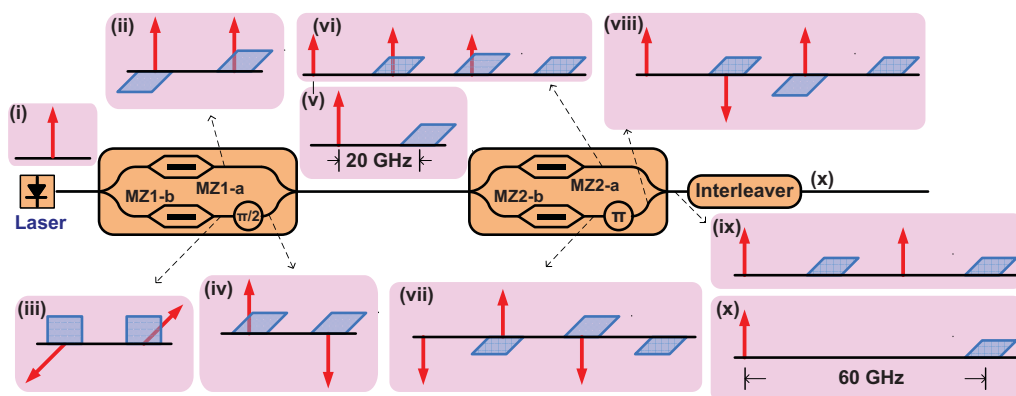 (ii)
(vi)
(viii)
(i)
(v)
20 GHz
MZ1-a
MZ1-b
π/2
MZ2-a
MZ2-b
π
Interleaver
(x)
Laser
(ix)
(iii)
(iv)
(vii)
(x)
60 GHz